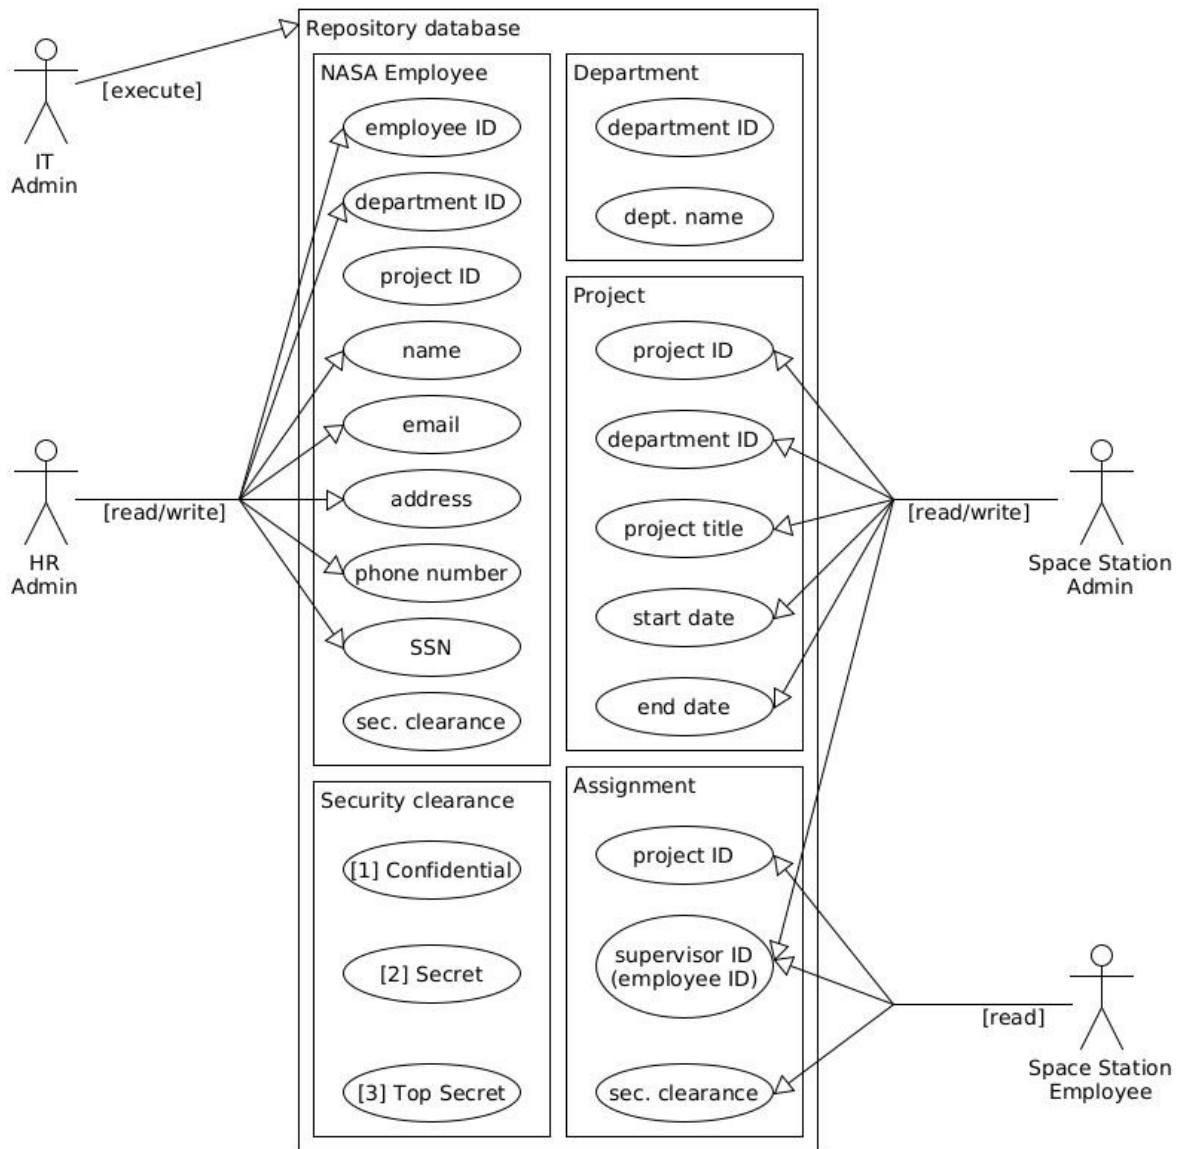 Repository database
[execute]
IT
Admin
NASA Employee
employee ID
department ID
project ID
name
email
address
phone number
SSN
sec. clearance
[read/write]
HR
Admin
Security clearance
[1] Confidential
[2] Secret
[3] Top Secret
Department
department ID
dept. name
Project
project ID
department ID
project title
start date
end date
[read/write]
Space Station
Admin
Assignment
project ID
supervisor ID
(employee ID)
sec. clearance
[read]
Space Station
Employee